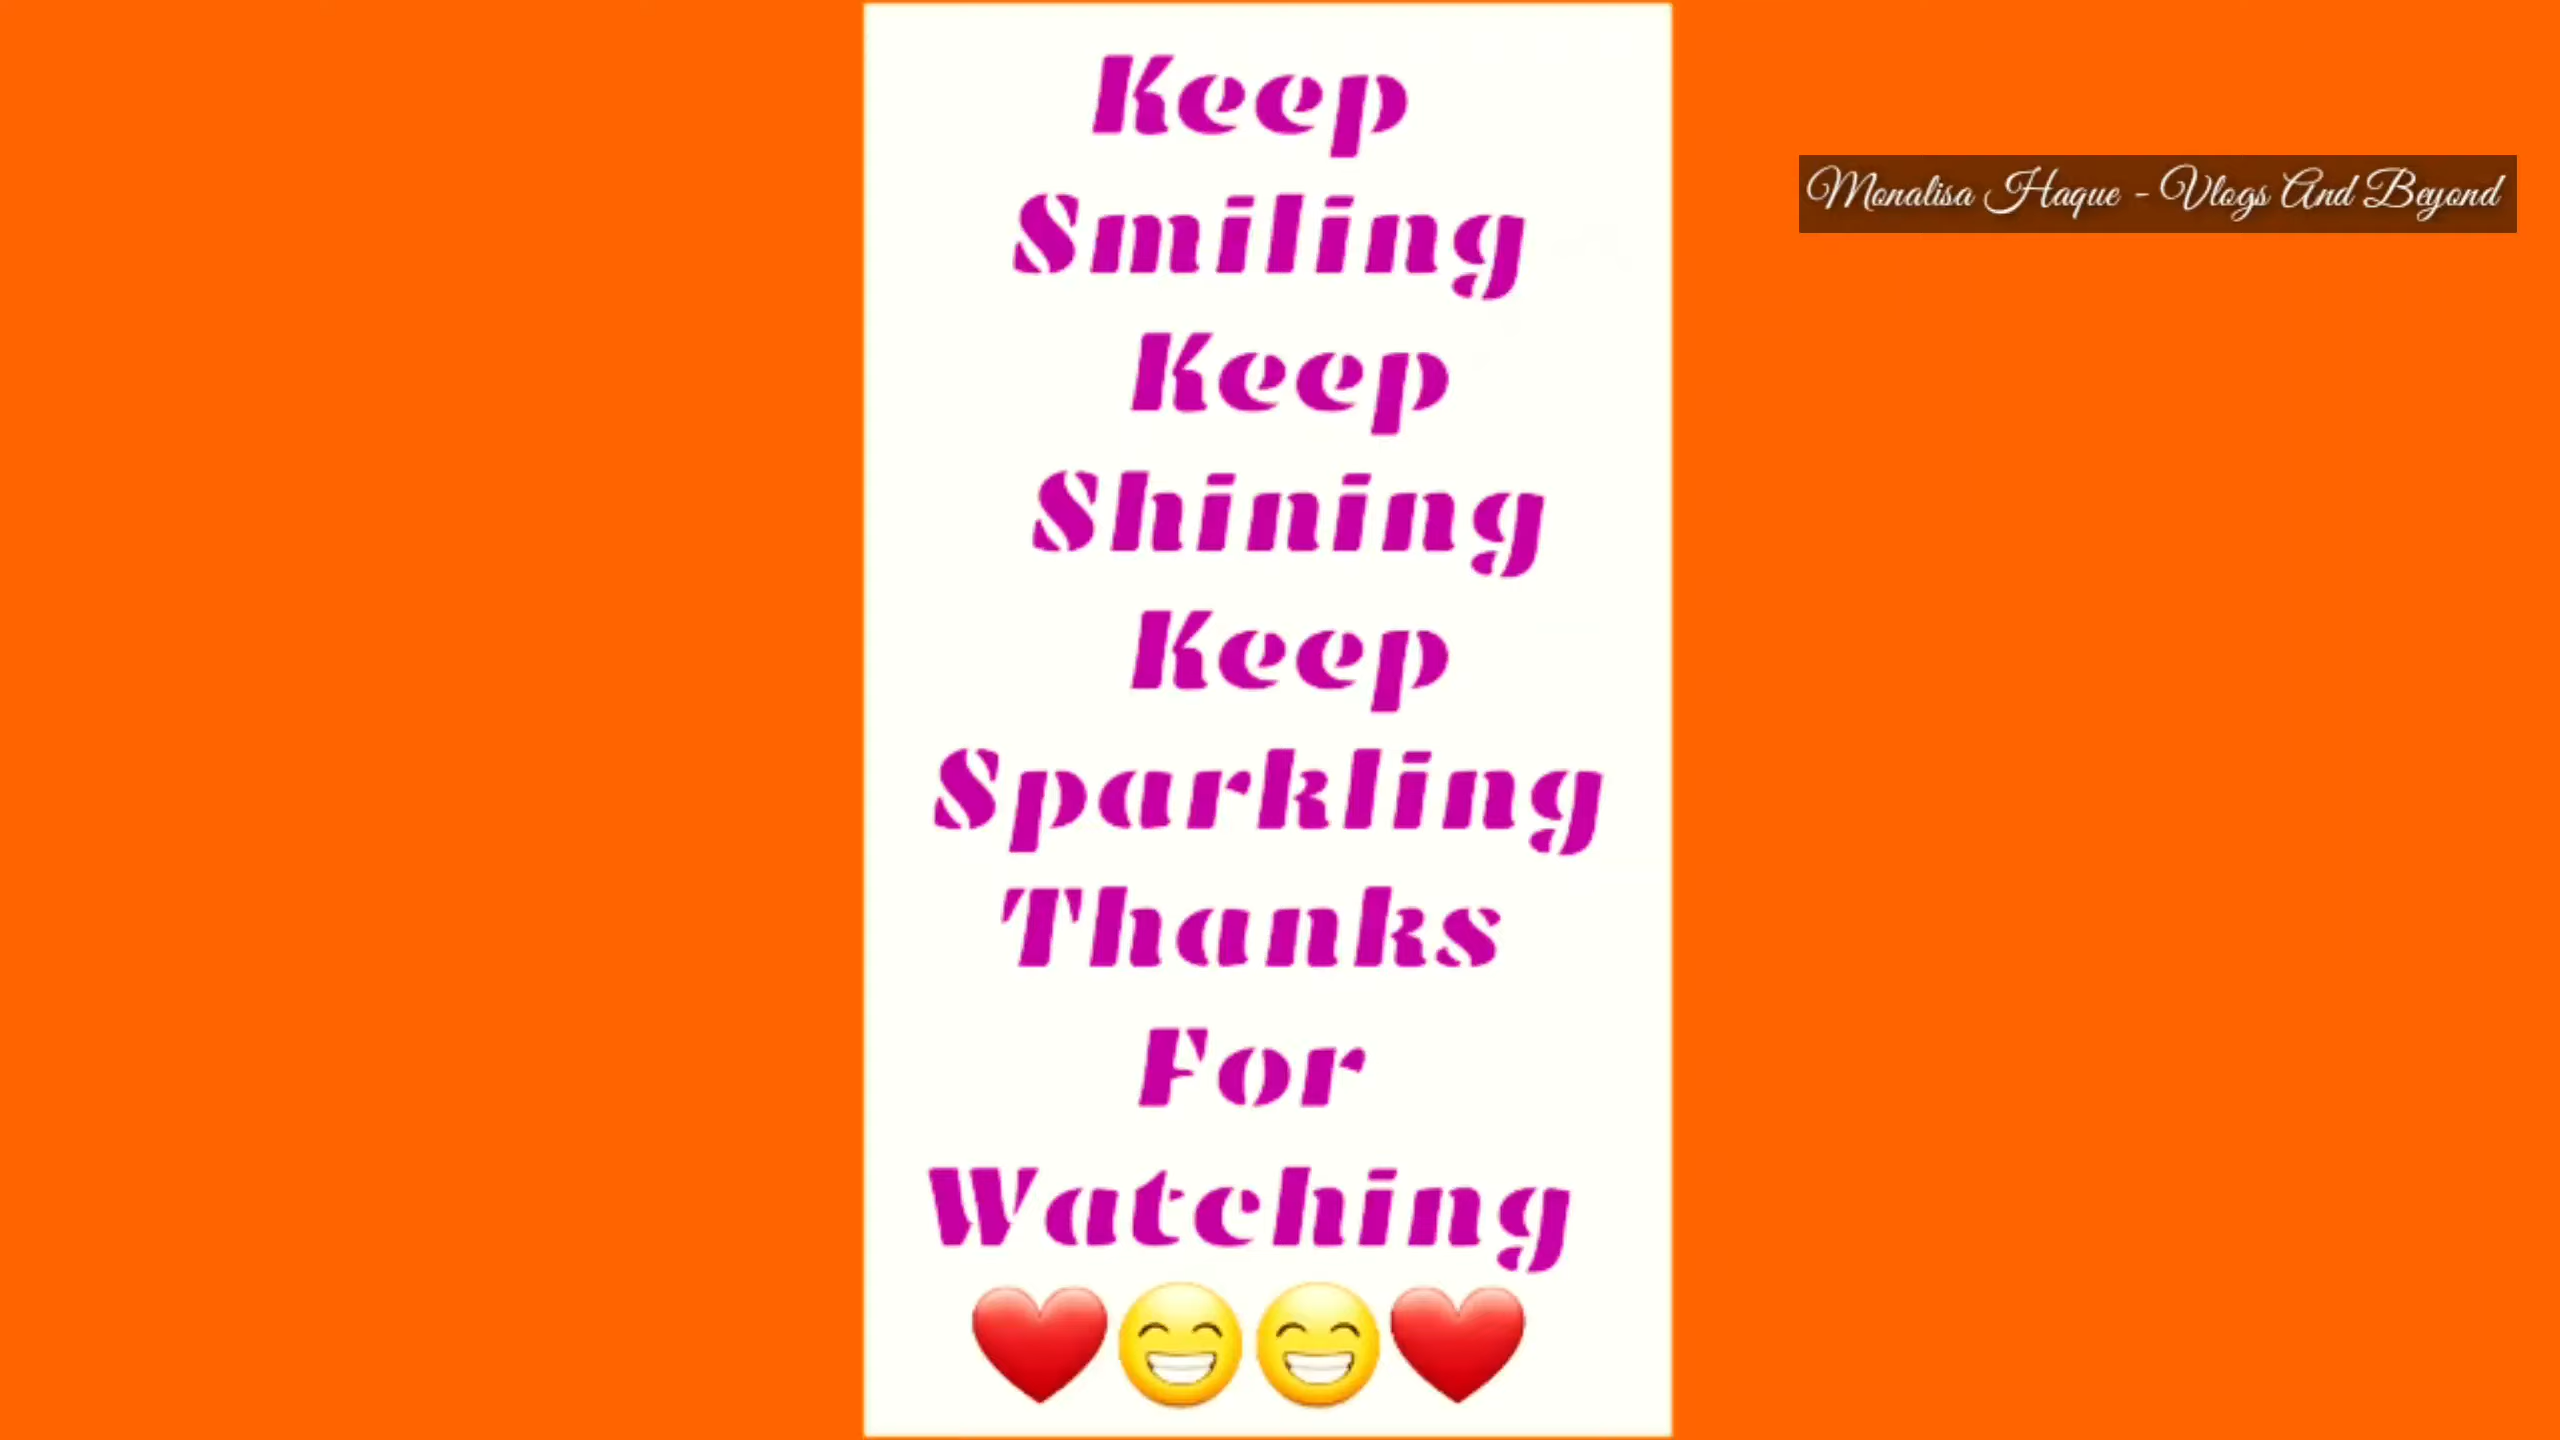 Keep
Smiling
Keep
Shining
Keep
Sparkling
Thanks
For
Watching
❤️😁😁❤️
Monalisa Haque - Vlogs And Beyond